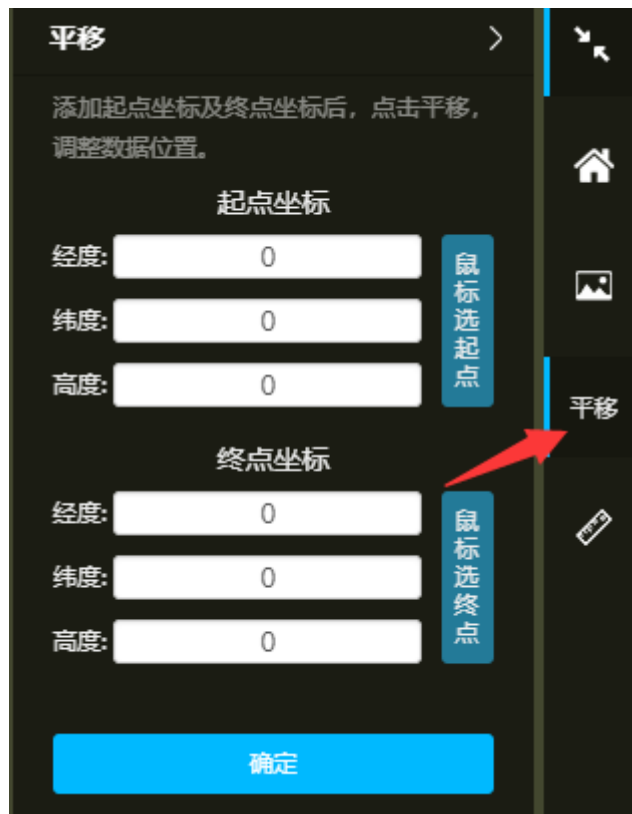 平移
添加起点坐标及终点坐标后，点击平移，
调整数据位置。
起点坐标
经度: 0
纬度: 0
高度: 0
鼠标选起点
终点坐标
经度: 0
纬度: 0
高度: 0
鼠标选终点
确定
平移